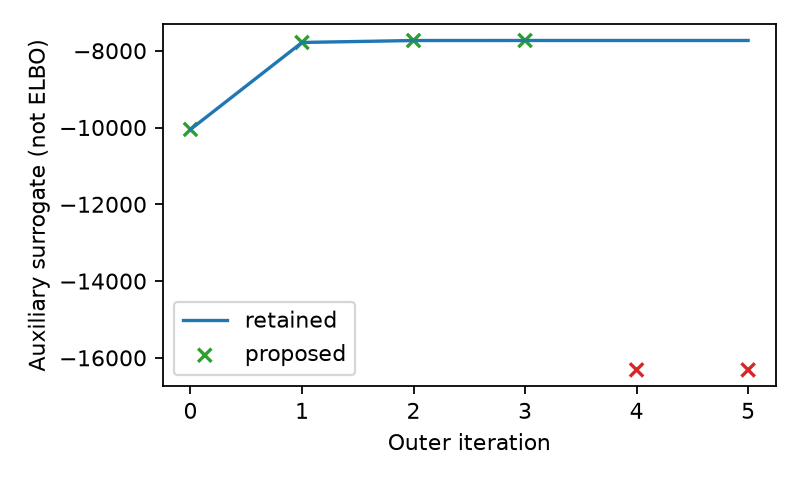 Auxiliary surrogate (not ELBO)
−8000
−10000
−12000
−14000
−16000
retained
proposed
0 1 2 3 4 5
Outer iteration